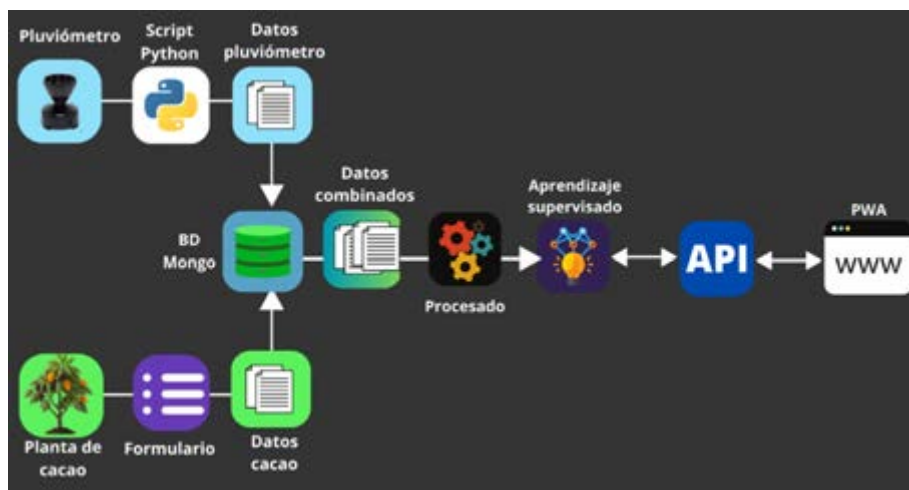 Pluviómetro
Script
Python
Datos
pluviómetro
Datos
combinados
Aprendizaje
supervisado
PWA
BD
Mongo
API
WWW
Procesado
Planta de
cacao
Formulario
Datos
cacao